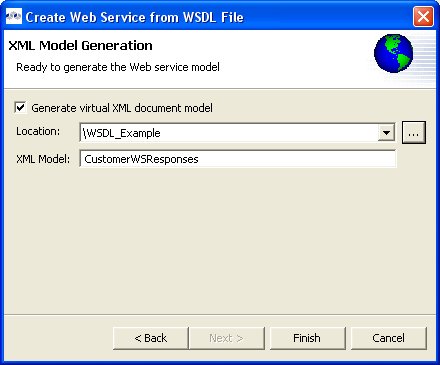 Create Web Service from WSDL File
XML Model Generation
Ready to generate the Web service model
Generate virtual XML document model
Location: \WSDL_Example ...
XML Model: CustomerWSResponses
< Back Next > Finish Cancel